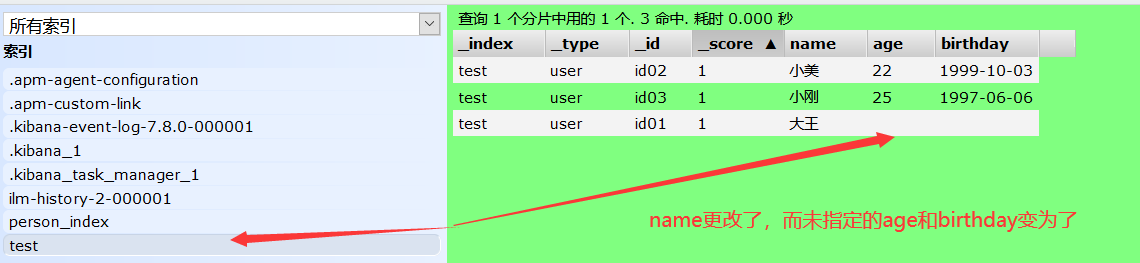 所有索引
索引
.apm-agent-configuration
.apm-custom-link
.kibana-event-log-7.8.0-000001
.kibana_1
.kibana_task_manager_1
ilm-history-2-000001
person_index
test
查询 1 个分片中用的 1 个. 3 命中. 耗时 0.000 秒
_index _type _id _score ▲ name age birthday
test user id02 1 小美 22 1999-10-03
test user id03 1 小刚 25 1997-06-06
test user id01 1 大王
name更改了，而未指定的age和birthday变为了